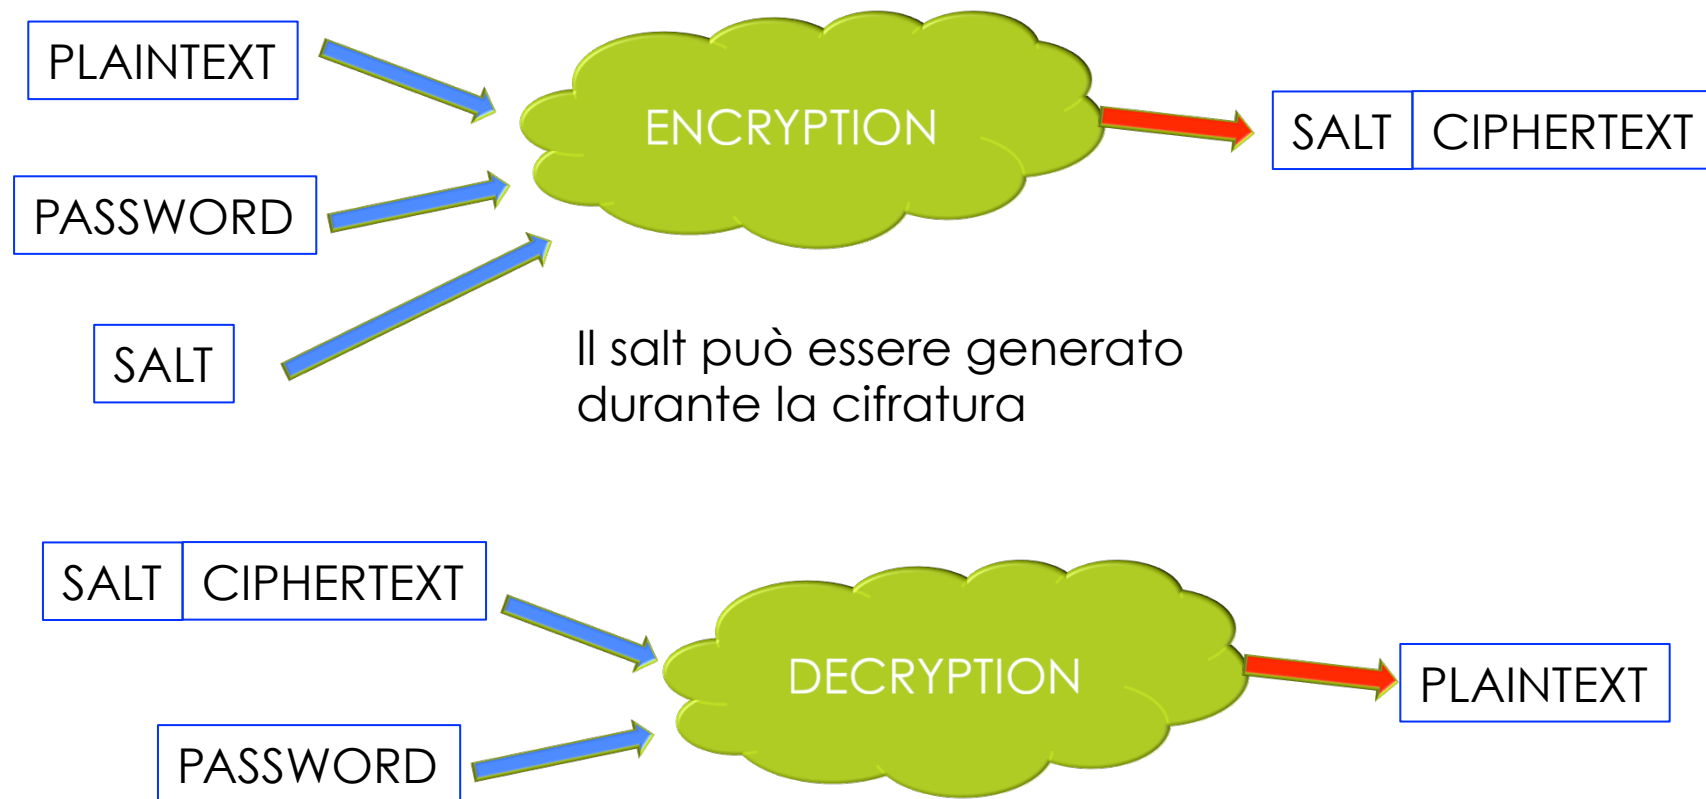 PLAINTEXT
ENCRYPTION
SALT CIPHERTEXT
PASSWORD
SALT
Il salt può essere generato
durante la cifratura
SALT CIPHERTEXT
DECRYPTION
PLAINTEXT
PASSWORD